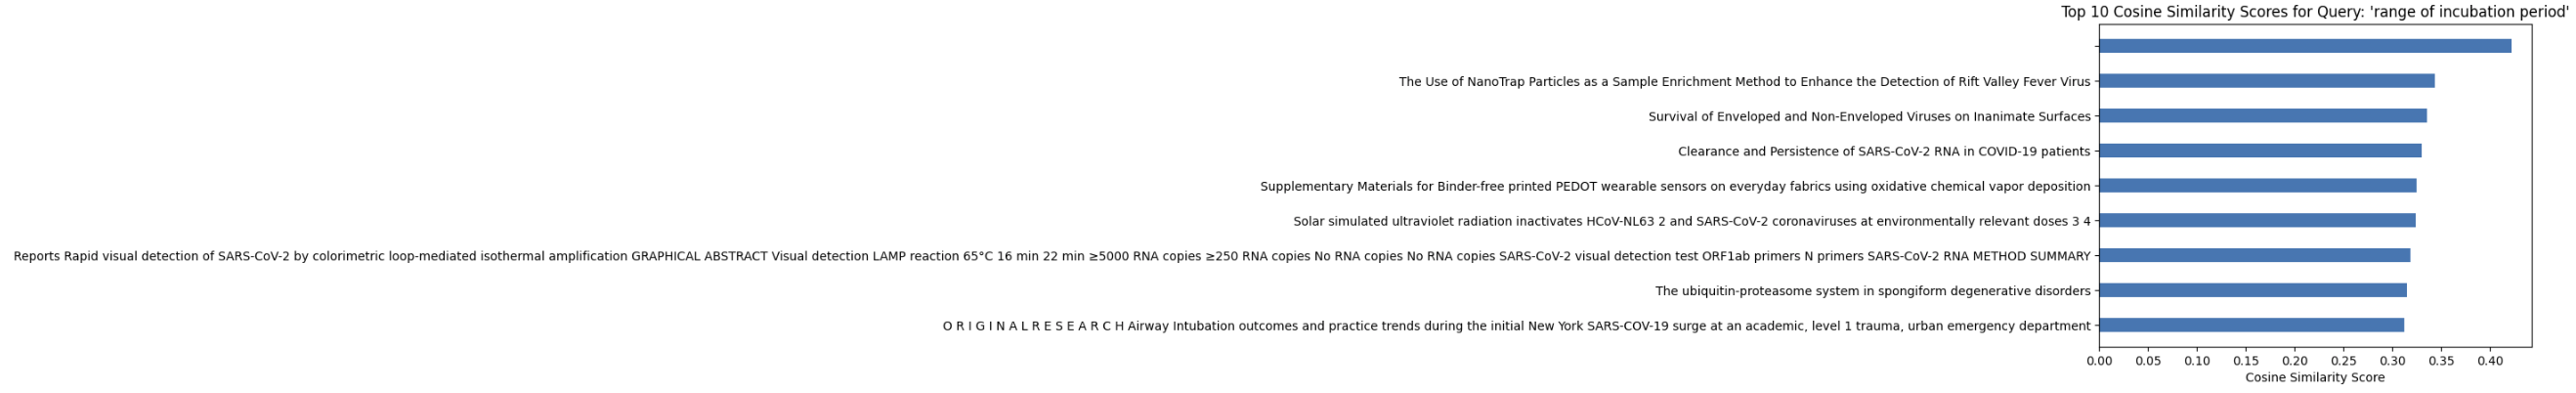 Top 10 Cosine Similarity Scores for Query: 'range of incubation period'
The Use of NanoTrap Particles as a Sample Enrichment Method to Enhance the Detection of Rift Valley Fever Virus
Survival of Enveloped and Non-Enveloped Viruses on Inanimate Surfaces
Clearance and Persistence of SARS-CoV-2 RNA in COVID-19 patients
Supplementary Materials for Binder-free printed PEDOT wearable sensors on everyday fabrics using oxidative chemical vapor deposition
Solar simulated ultraviolet radiation inactivates HCoV-NL63 2 and SARS-CoV-2 coronaviruses at environmentally relevant doses 3 4
Reports Rapid visual detection of SARS-CoV-2 by colorimetric loop-mediated isothermal amplification GRAPHICAL ABSTRACT Visual detection LAMP reaction 65°C 16 min 22 min ≥5000 RNA copies ≥250 RNA copies No RNA copies No RNA copies SARS-CoV-2 visual detection test ORF1ab primers N primers SARS-CoV-2 RNA METHOD SUMMARY
The ubiquitin-proteasome system in spongiform degenerative disorders
O R I G I N A L R E S E A R C H Airway Intubation outcomes and practice trends during the initial New York SARS-COV-19 surge at an academic, level 1 trauma, urban emergency department
0.00 0.05 0.10 0.15 0.20 0.25 0.30 0.35 0.40
Cosine Similarity Score